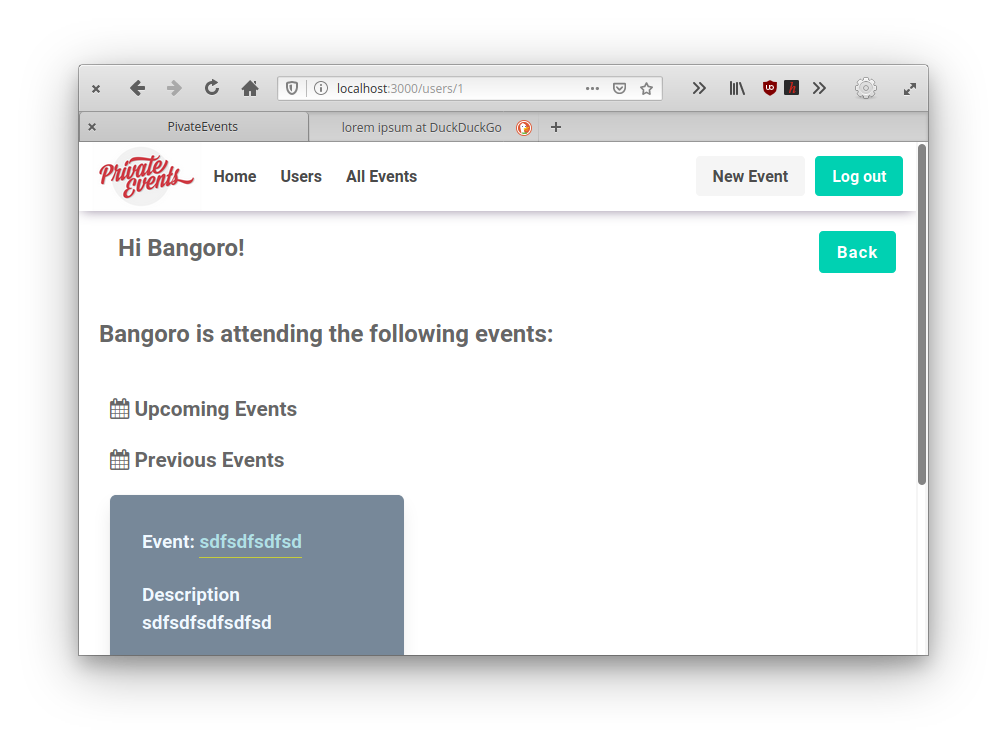 localhost:3000/users/1
PivateEvents
lorem ipsum at DuckDuckGo
Private Events
Home
Users
All Events
New Event
Log out
Hi Bangoro!
Back
Bangoro is attending the following events:
Upcoming Events
Previous Events
Event: sdfsdfsdfsd
Description
sdfsdfsdfsdfsd